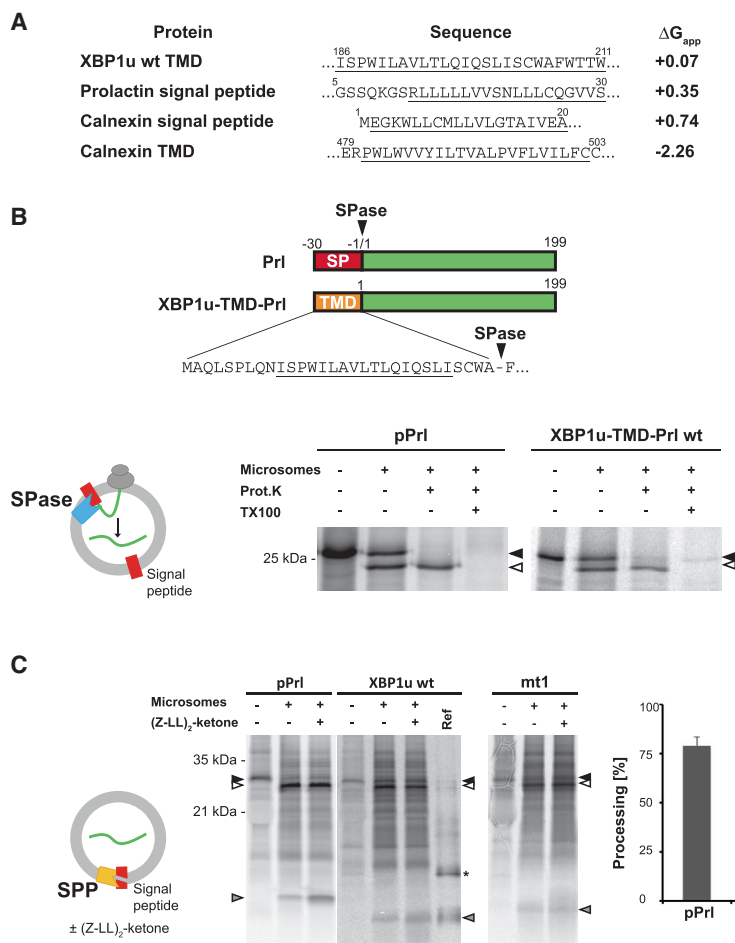 A
Protein Sequence ΔGapp
186 211
XBP1u wt TMD ...ISPWILAVLTLQIQSLISCWAFWTTW... +0.07
5 30
Prolactin signal peptide ...GSSQKGSRLLLLLVVSNLLLCQGVVS... +0.35
1 20
Calnexin signal peptide MEGKWLLCMLLVLGTAIVEA... +0.74
479 503
Calnexin TMD ...ERPWLWVVYILTVALPVFLVILFCC... -2.26
B
SPase
-30 -1/1 199
Prl SP
1 199
XBP1u-TMD-Prl TMD
SPase
MAQLSPLQNISPWILAVLTLQIQSLISCWA-F...
pPrl XBP1u-TMD-Prl wt
Microsomes - + + + - + + +
Prot.K - - + + - - + +
TX100 - - - + - - - +
25 kDa -
SPase
Signal
peptide
C
pPrl XBP1u wt mt1
Microsomes - + + - + + - + +
(Z-LL)2-ketone - - + - - + Ref - - +
35 kDa -
21 kDa -
*
SPP
Signal
peptide
± (Z-LL)2-ketone
Processing [%]
100
75
50
25
0
pPrl